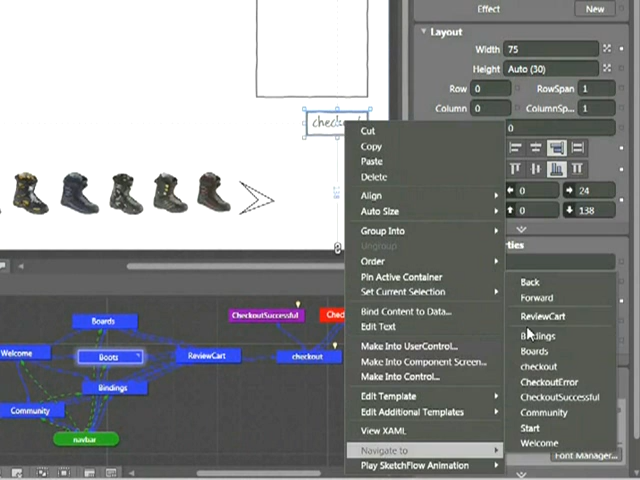 Effect
New
Layout
Width 75
Height Auto (30)
Row 0 RowSpan 1
Column 0 ColumnSp... 1
0
0 24
0 138
Cut
Copy
Paste
Delete
Align
Auto Size
Group Into
Ungroup
Order
Pin Active Container
Set Current Selection
Bind Content to Data...
Edit Text
Make Into UserControl...
Make Into Component Screen...
Make Into Control...
Edit Template
Edit Additional Templates
View XAML
Navigate to
Play SketchFlow Animation
Back
Forward
ReviewCart
Boards
checkout
CheckoutError
CheckoutSuccessful
Community
Start
Welcome
Font Manager...
138
Boards
CheckoutSuccessful
Welcome
Boots
ReviewCart
checkout
Bindings
Community
navbar